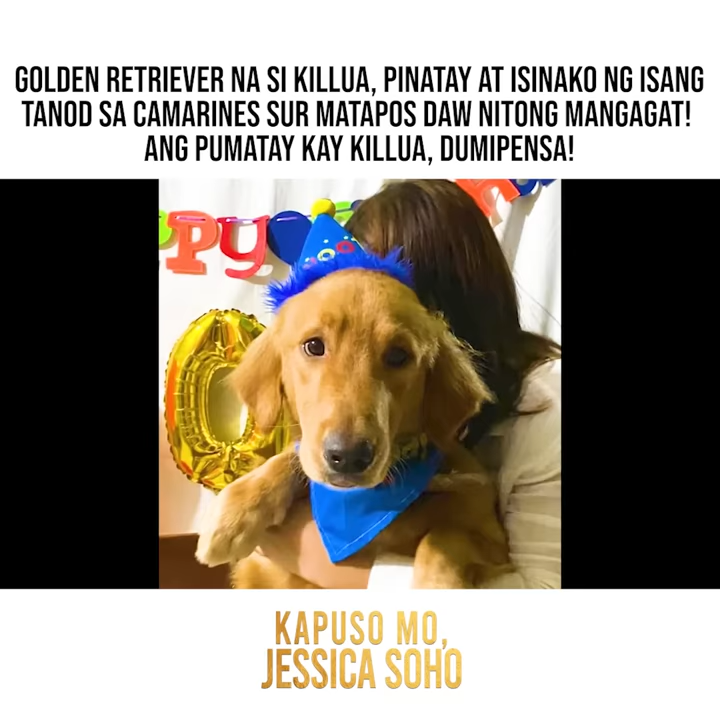 GOLDEN RETRIEVER NA SI KILLUA, PINATAY AT ISINAKO NG ISANG
TANOD SA CAMARINES SUR MATAPOS DAW NITONG MANGAGAT!
ANG PUMATAY KAY KILLUA, DUMIPENSA!
PY
KAPUSO MO,
JESSICA SOHO